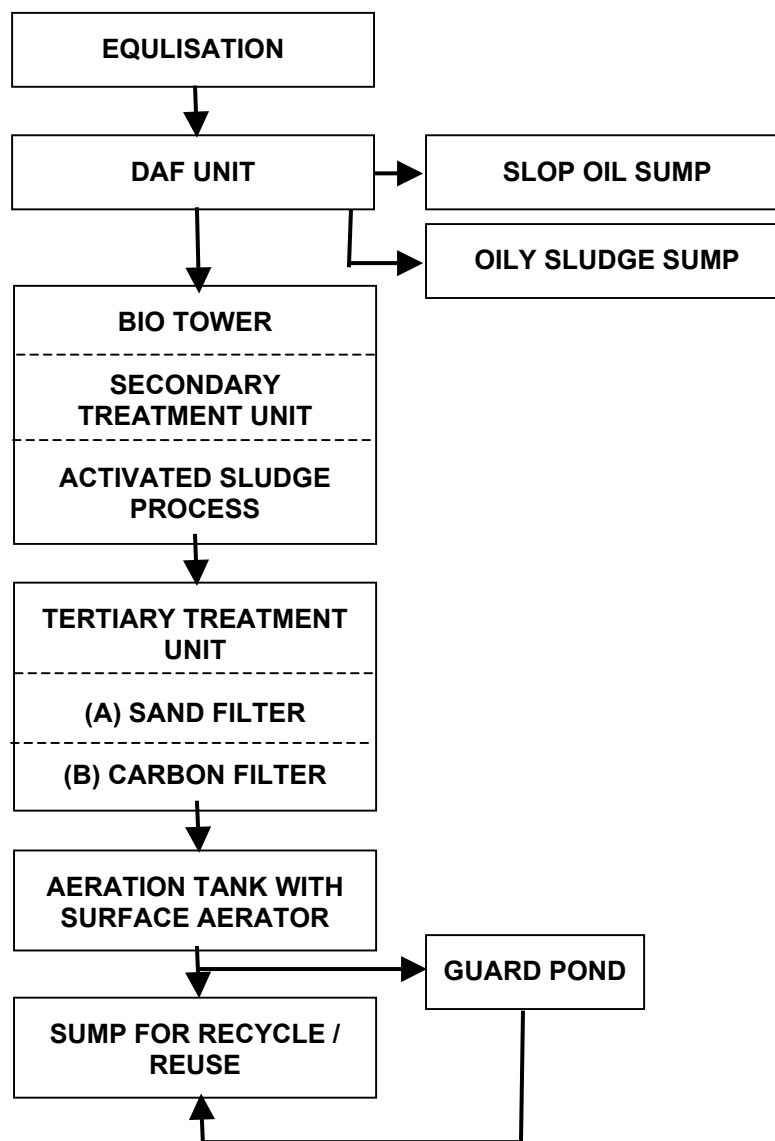 EQULISATION
DAF UNIT
SLOP OIL SUMP
OILY SLUDGE SUMP
BIO TOWER
SECONDARY
TREATMENT UNIT
ACTIVATED SLUDGE
PROCESS
TERTIARY TREATMENT
UNIT
(A) SAND FILTER
(B) CARBON FILTER
AERATION TANK WITH
SURFACE AERATOR
GUARD POND
SUMP FOR RECYCLE /
REUSE